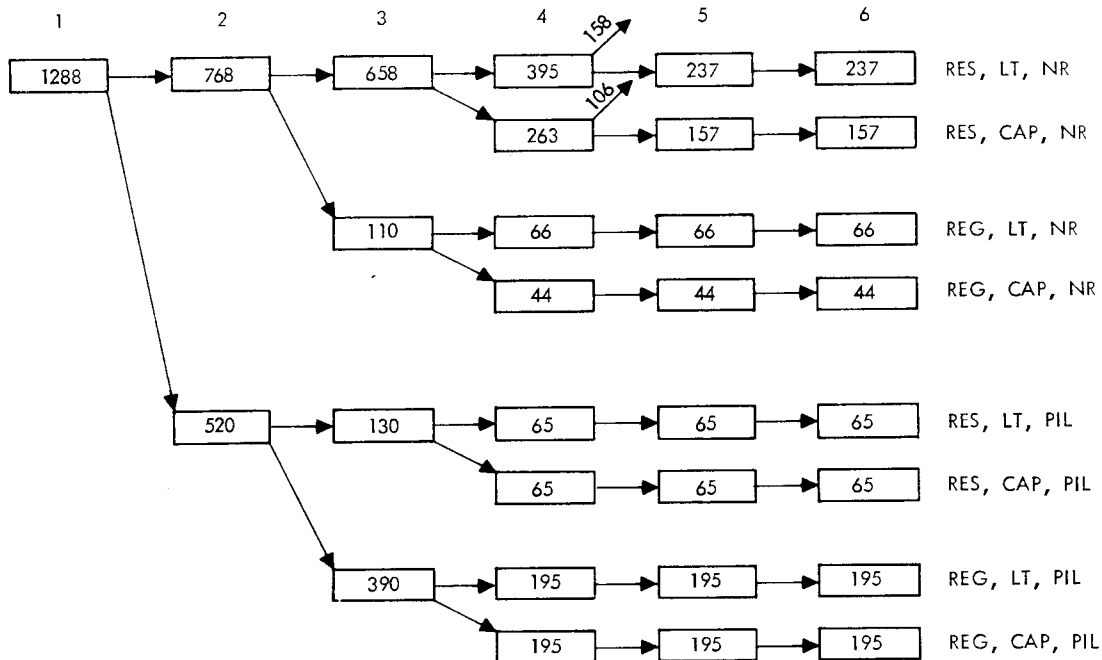 1 2 3 4 5 6
158
1288 768 658 395 237 237 RES, LT, NR
106
263 157 157 RES, CAP, NR
110 66 66 66 REG, LT, NR
44 44 44 REG, CAP, NR
520 130 65 65 65 RES, LT, PIL
65 65 65 RES, CAP, PIL
390 195 195 195 REG, LT, PIL
195 195 195 REG, CAP, PIL